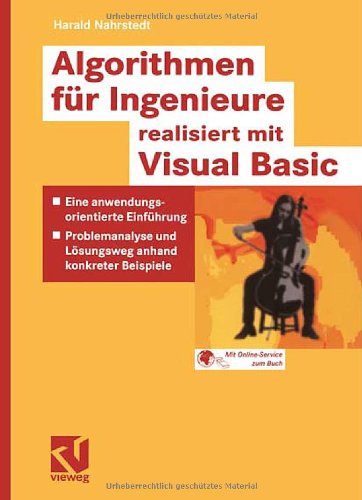 Urheberrechtlich geschütztes Material
Harald Nahrstedt
Algorithmen
für Ingenieure
realisiert mit
Visual Basic
Eine anwendungs-
orientierte Einführung
Problemanalyse und
Lösungsweg anhand
konkreter Beispiele
Mit Online-Service
zum Buch
vieweg
Urheberrechtlich geschütztes Material